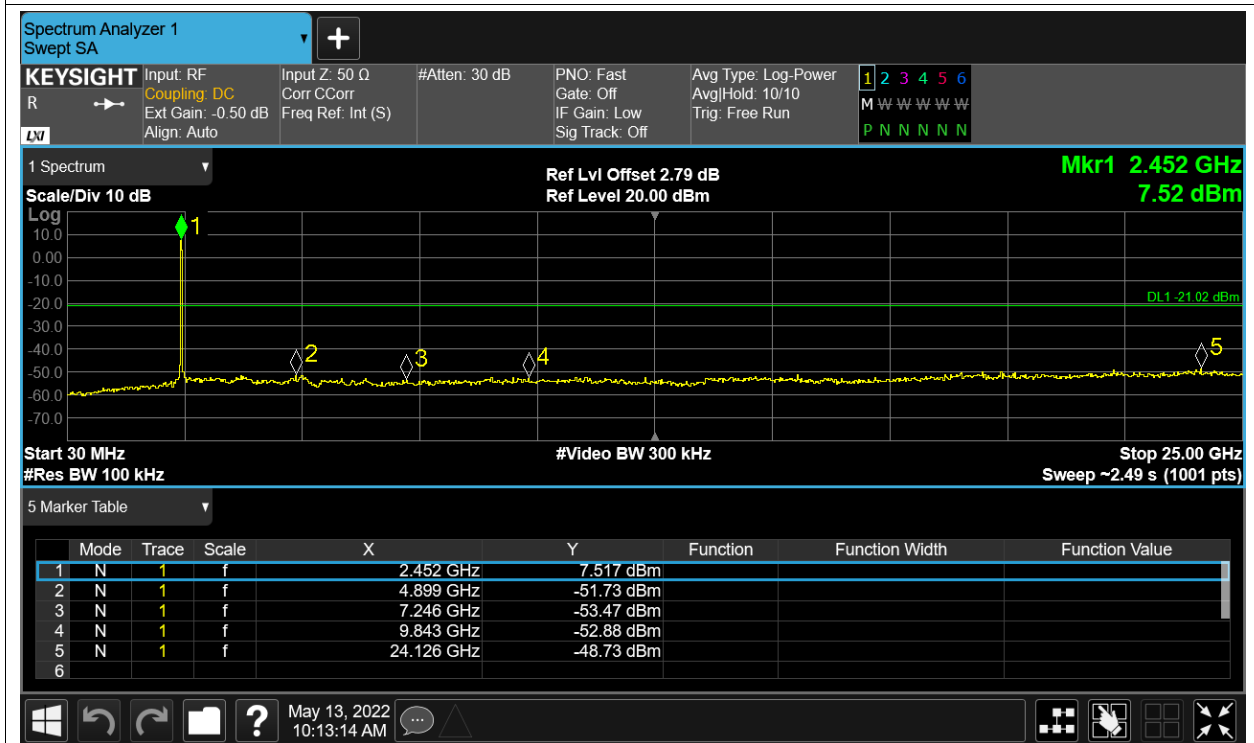 Spectrum Analyzer 1
Swept SA
+
KEYSIGHT
R
LXI
Input: RF
Coupling: DC
Ext Gain: -0.50 dB
Align: Auto
Input Z: 50 Ω
Corr CCorr
Freq Ref: Int (S)
#Atten: 30 dB
PNO: Fast
Gate: Off
IF Gain: Low
Sig Track: Off
Avg Type: Log-Power
Avg|Hold: 10/10
Trig: Free Run
1 2 3 4 5 6
M W W W W W
P N N N N N
1 Spectrum
Scale/Div 10 dB
Ref Lvl Offset 2.79 dB
Ref Level 20.00 dBm
Mkr1 2.452 GHz
7.52 dBm
Log
10.0
0.00
-10.0
-20.0
-30.0
-40.0
-50.0
-60.0
-70.0
1
2
3
4
5
DL1 -21.02 dBm
Start 30 MHz
#Video BW 300 kHz
Stop 25.00 GHz
#Res BW 100 kHz
Sweep ~2.49 s (1001 pts)
5 Marker Table
Mode Trace Scale X Y Function Function Width Function Value
1 N 1 f 2.452 GHz 7.517 dBm
2 N 1 f 4.899 GHz -51.73 dBm
3 N 1 f 7.246 GHz -53.47 dBm
4 N 1 f 9.843 GHz -52.88 dBm
5 N 1 f 24.126 GHz -48.73 dBm
6
?
May 13, 2022
10:13:14 AM